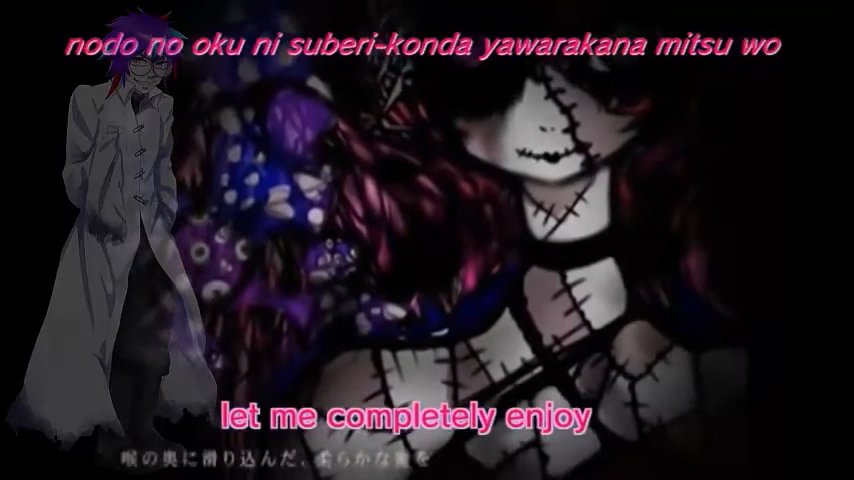 nodo no oku ni suberi-konda yawarakana mitsu wo
let me completely enjoy
喉の奥に滑り込んだ、柔らかな蜜を